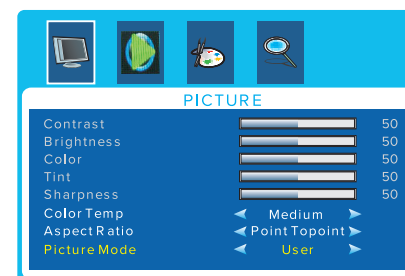 PICTURE
Contrast 50
Brightness 50
Color 50
Tint 50
Sharpness 50
Color Temp Medium
Aspect Ratio Point Topoint
Picture Mode User